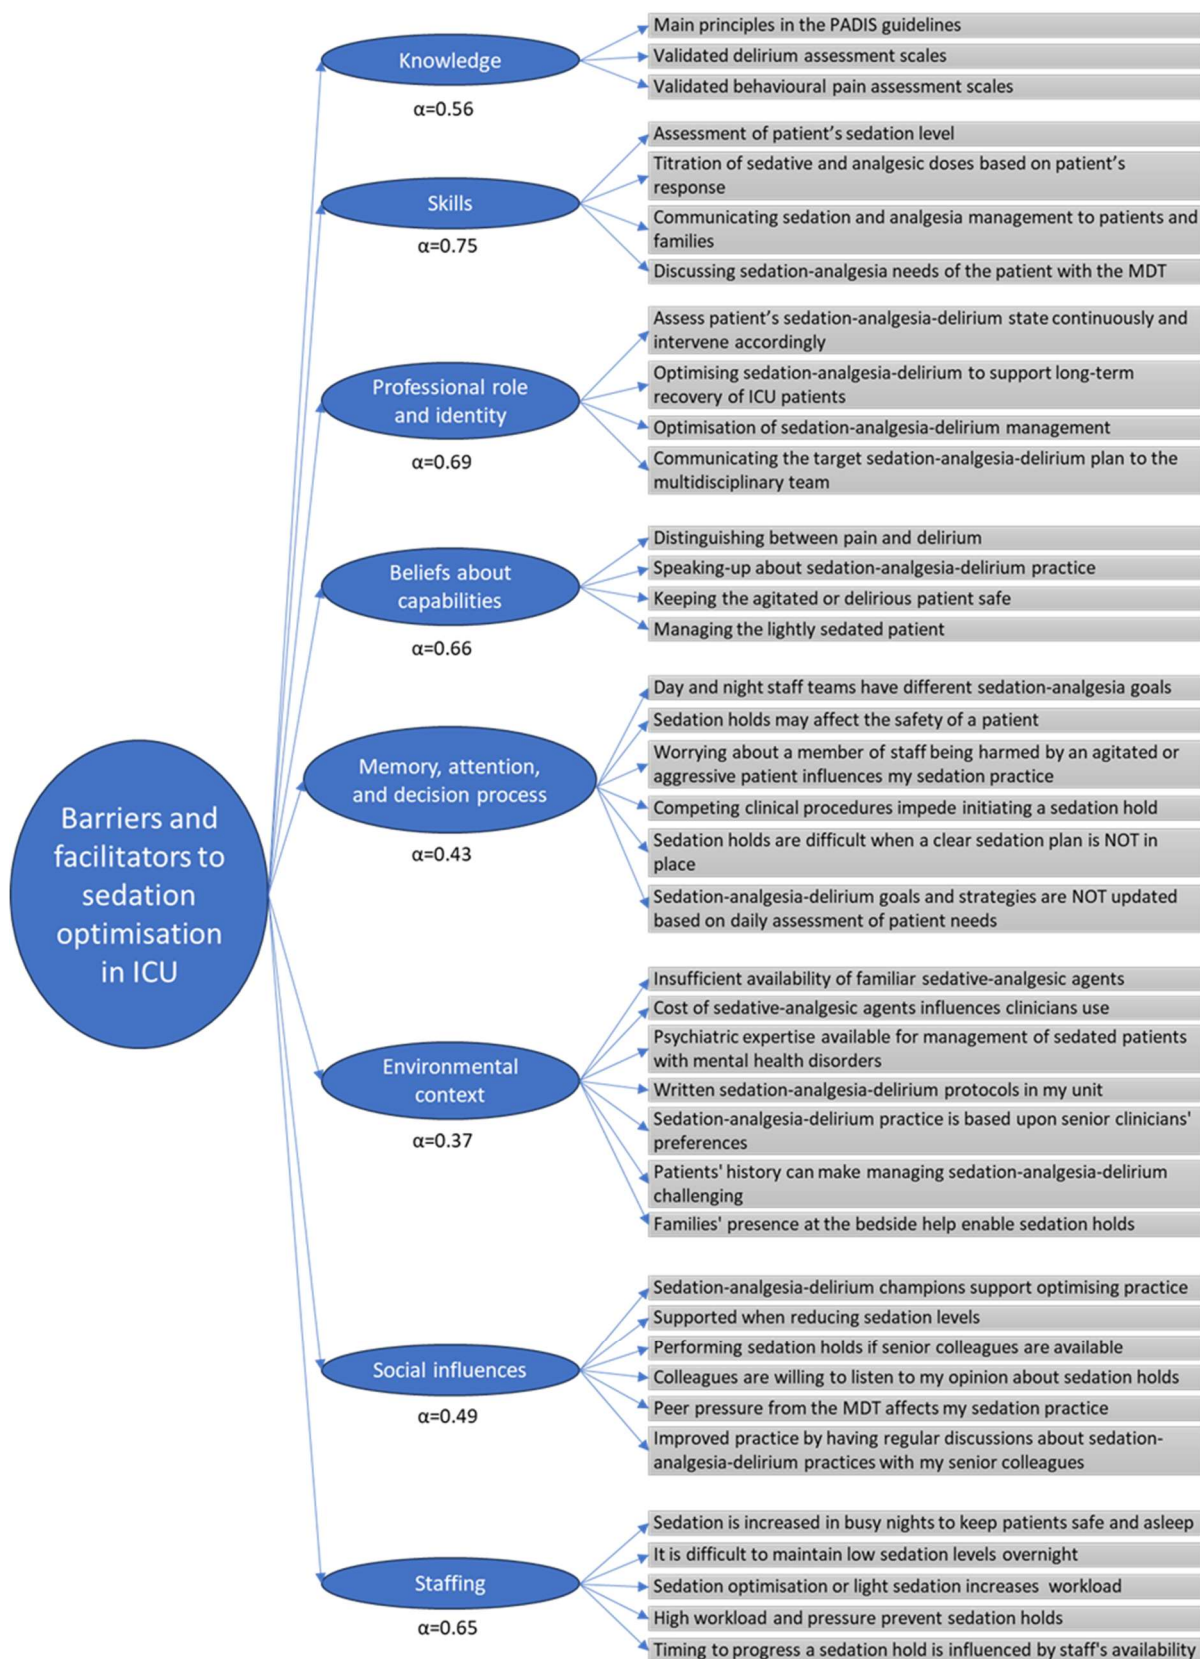 Barriers and
facilitators to
sedation
optimisation
in ICU
Knowledge
α=0.56
Main principles in the PADIS guidelines
Validated delirium assessment scales
Validated behavioural pain assessment scales
Skills
α=0.75
Assessment of patient's sedation level
Titration of sedative and analgesic doses based on patient's
response
Communicating sedation and analgesia management to patients and
families
Discussing sedation-analgesia needs of the patient with the MDT
Professional role
and identity
α=0.69
Assess patient's sedation-analgesia-delirium state continuously and
intervene accordingly
Optimising sedation-analgesia-delirium to support long-term
recovery of ICU patients
Optimisation of sedation-analgesia-delirium management
Communicating the target sedation-analgesia-delirium plan to the
multidisciplinary team
Beliefs about
capabilities
α=0.66
Distinguishing between pain and delirium
Speaking-up about sedation-analgesia-delirium practice
Keeping the agitated or delirious patient safe
Managing the lightly sedated patient
Memory, attention,
and decision process
α=0.43
Day and night staff teams have different sedation-analgesia goals
Sedation holds may affect the safety of a patient
Worrying about a member of staff being harmed by an agitated or
aggressive patient influences my sedation practice
Competing clinical procedures impede initiating a sedation hold
Sedation holds are difficult when a clear sedation plan is NOT in
place
Sedation-analgesia-delirium goals and strategies are NOT updated
based on daily assessment of patient needs
Environmental
context
α=0.37
Insufficient availability of familiar sedative-analgesic agents
Cost of sedative-analgesic agents influences clinicians use
Psychiatric expertise available for management of sedated patients
with mental health disorders
Written sedation-analgesia-delirium protocols in my unit
Sedation-analgesia-delirium practice is based upon senior clinicians'
preferences
Patients' history can make managing sedation-analgesia-delirium
challenging
Families' presence at the bedside help enable sedation holds
Social influences
α=0.49
Sedation-analgesia-delirium champions support optimising practice
Supported when reducing sedation levels
Performing sedation holds if senior colleagues are available
Colleagues are willing to listen to my opinion about sedation holds
Peer pressure from the MDT affects my sedation practice
Improved practice by having regular discussions about sedation-
analgesia-delirium practices with my senior colleagues
Staffing
α=0.65
Sedation is increased in busy nights to keep patients safe and asleep
It is difficult to maintain low sedation levels overnight
Sedation optimisation or light sedation increases workload
High workload and pressure prevent sedation holds
Timing to progress a sedation hold is influenced by staff's availability